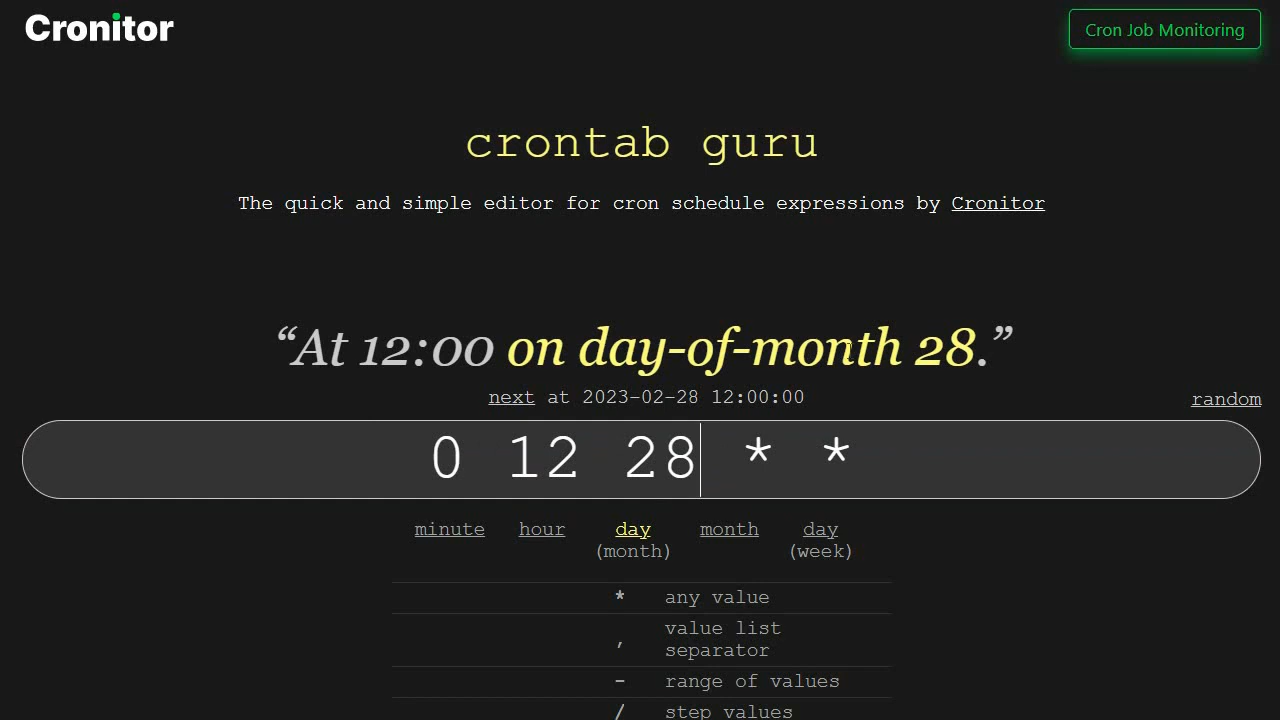 Cronitor
Cron Job Monitoring
crontab guru
The quick and simple editor for cron schedule expressions by Cronitor
“At 12:00 on day-of-month 28.”
next at 2023-02-28 12:00:00
random
0 12 28 * *
minute hour day month day
(month) (week)
* any value
, value list
separator
- range of values
/ step values